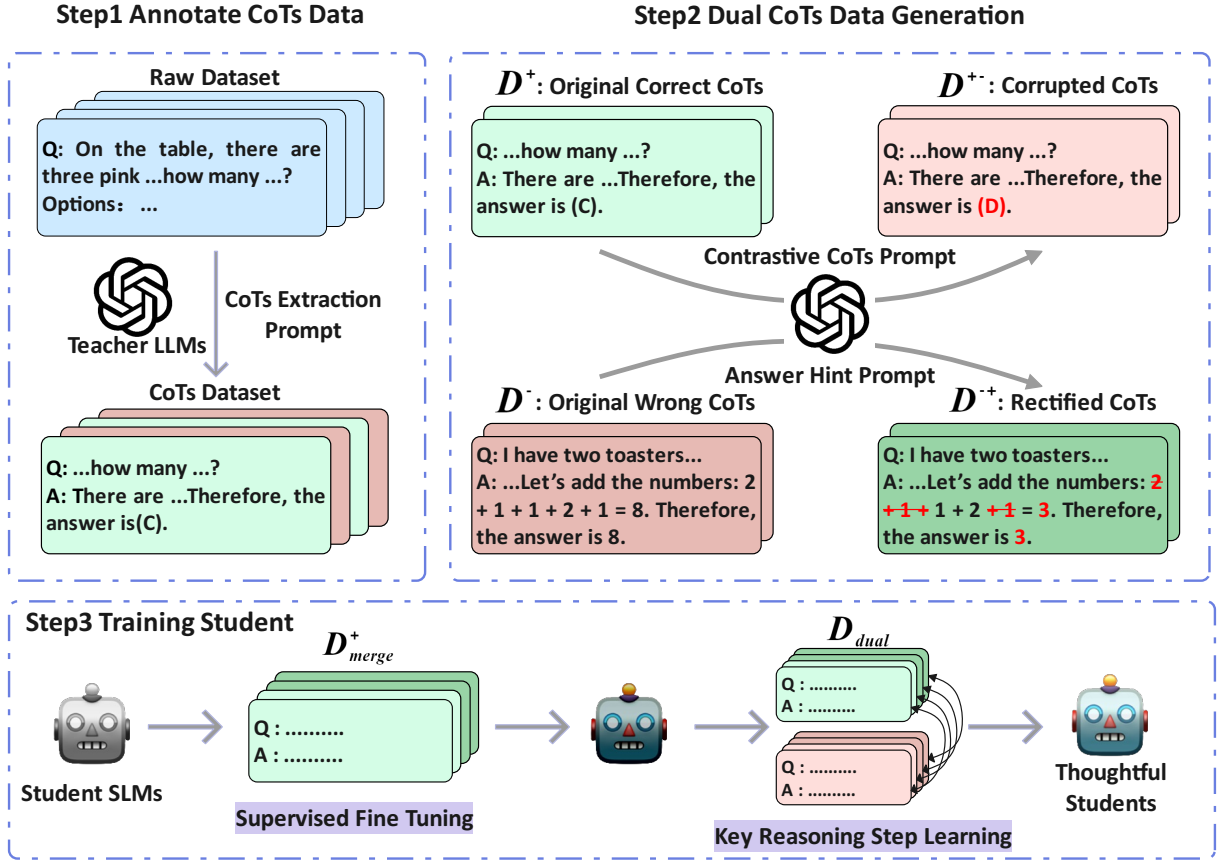 Step1 Annotate CoTs Data
Raw Dataset
Q: On the table, there are
three pink ...how many ...?
Options: ...
Teacher LLMs
CoTs Extraction
Prompt
CoTs Dataset
Q: ...how many ...?
A: There are ...Therefore, the
answer is(C).
Step2 Dual CoTs Data Generation
D+: Original Correct CoTs
Q: ...how many ...?
A: There are ...Therefore, the
answer is (C).
D+-: Corrupted CoTs
Q: ...how many ...?
A: There are ...Therefore, the
answer is (D).
Contrastive CoTs Prompt
Answer Hint Prompt
D-: Original Wrong CoTs
Q: I have two toasters...
A: ...Let's add the numbers: 2
+ 1 + 1 + 2 + 1 = 8. Therefore,
the answer is 8.
D-+: Rectified CoTs
Q: I have two toasters...
A: ...Let's add the numbers: 2
+ 1 + 1 + 2 + 1 = 3. Therefore,
the answer is 3.
Step3 Training Student
Student SLMs
D+merge
Q : ..........
A : ..........
Supervised Fine Tuning
Ddual
Q : ..........
A : ..........
Q : ..........
A : ..........
Key Reasoning Step Learning
Thoughtful
Students